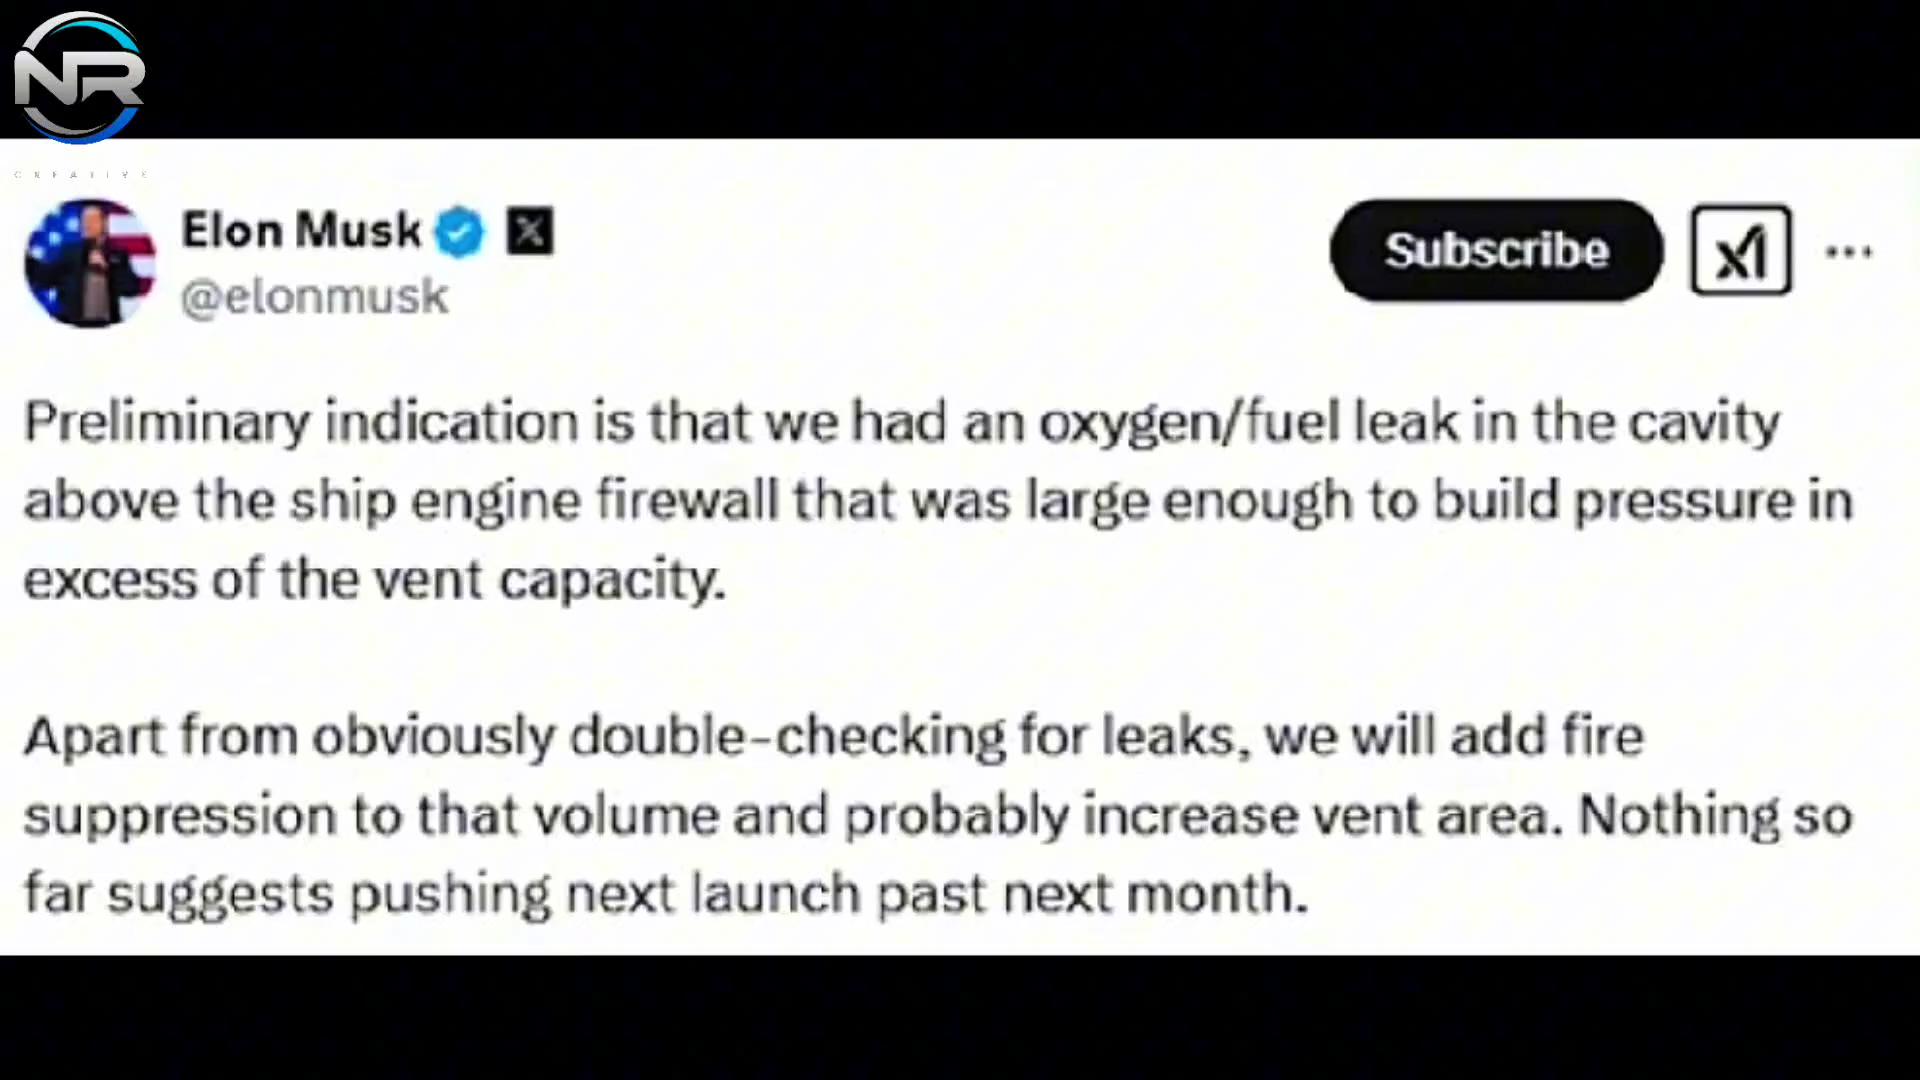 NR
CREATIVE
Elon Musk
@elonmusk
Subscribe
Preliminary indication is that we had an oxygen/fuel leak in the cavity
above the ship engine firewall that was large enough to build pressure in
excess of the vent capacity.
Apart from obviously double-checking for leaks, we will add fire
suppression to that volume and probably increase vent area. Nothing so
far suggests pushing next launch past next month.